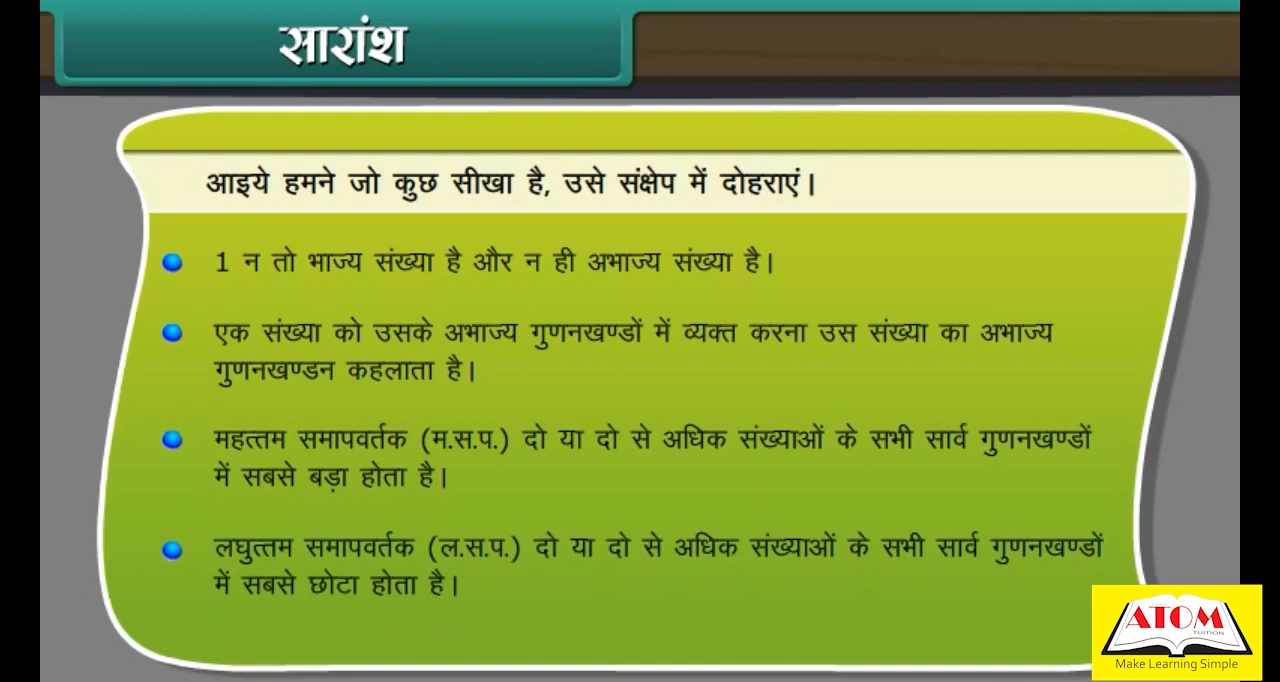 सारांश
आइये हमने जो कुछ सीखा है, उसे संक्षेप में दोहराएं।
1 न तो भाज्य संख्या है और न ही अभाज्य संख्या है।
एक संख्या को उसके अभाज्य गुणनखण्डों में व्यक्त करना उस संख्या का अभाज्य
गुणनखण्डन कहलाता है।
महत्तम समापवर्तक (म.स.प.) दो या दो से अधिक संख्याओं के सभी सार्व गुणनखण्डों
में सबसे बड़ा होता है।
लघुत्तम समापवर्तक (ल.स.प.) दो या दो से अधिक संख्याओं के सभी सार्व गुणनखण्डों
में सबसे छोटा होता है।
ATOM
TUITION
Make Learning Simple